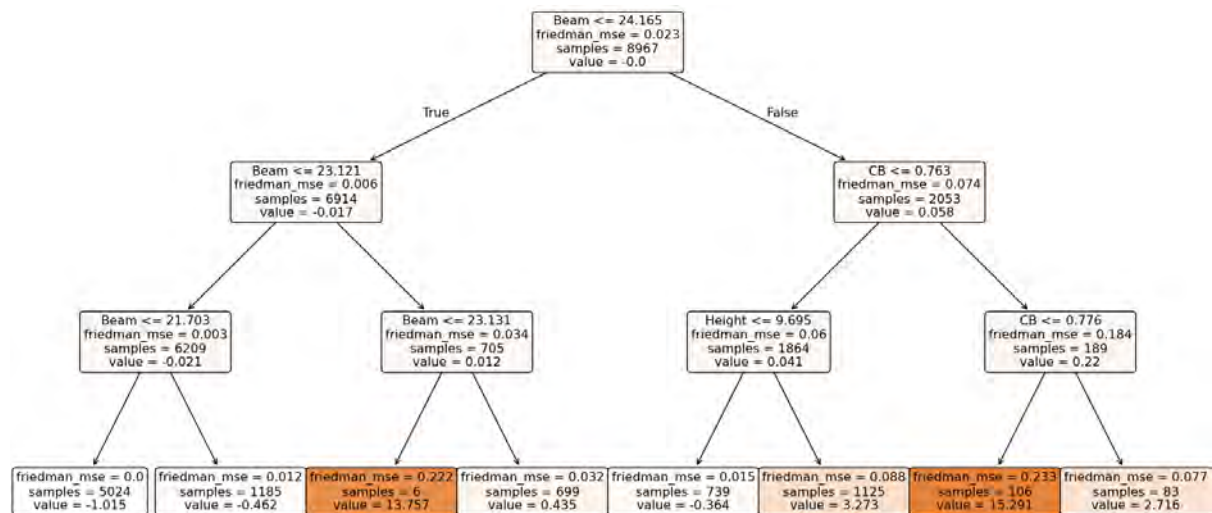 Beam <= 24.165
friedman_mse = 0.023
samples = 8967
value = -0.0
True
False
Beam <= 23.121
friedman_mse = 0.006
samples = 6914
value = -0.017
CB <= 0.763
friedman_mse = 0.074
samples = 2053
value = 0.058
Beam <= 21.703
friedman_mse = 0.003
samples = 6209
value = -0.021
Beam <= 23.131
friedman_mse = 0.034
samples = 705
value = 0.012
Height <= 9.695
friedman_mse = 0.06
samples = 1864
value = 0.041
CB <= 0.776
friedman_mse = 0.184
samples = 189
value = 0.22
friedman_mse = 0.0
samples = 5024
value = -1.015
friedman_mse = 0.012
samples = 1185
value = -0.462
friedman_mse = 0.222
samples = 6
value = 13.757
friedman_mse = 0.032
samples = 699
value = 0.435
friedman_mse = 0.015
samples = 739
value = -0.364
friedman_mse = 0.088
samples = 1125
value = 3.273
friedman_mse = 0.233
samples = 106
value = 15.291
friedman_mse = 0.077
samples = 83
value = 2.716